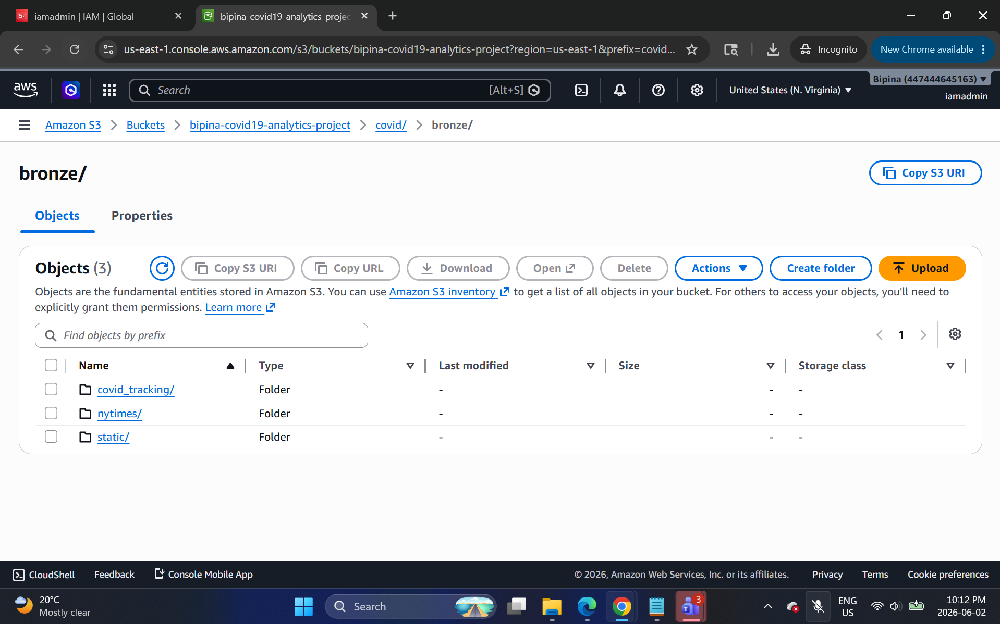 iamadmin | IAM | Global
bipina-covid19-analytics-projec
us-east-1.console.aws.amazon.com/s3/buckets/bipina-covid19-analytics-project?region=us-east-1&prefix=covid...
Incognito
New Chrome available
aws
Search
[Alt+S]
United States (N. Virginia)
Bipina (447444645163)
iamadmin
Amazon S3
Buckets
bipina-covid19-analytics-project
covid/
bronze/
bronze/
Copy S3 URI
Objects
Properties
Objects (3)
Copy S3 URI
Copy URL
Download
Open
Delete
Actions
Create folder
Upload
Objects are the fundamental entities stored in Amazon S3. You can use Amazon S3 inventory to get a list of all objects in your bucket. For others to access your objects, you'll need to
explicitly grant them permissions. Learn more
Find objects by prefix
1
Name
Type
Last modified
Size
Storage class
covid_tracking/ Folder - - -
nytimes/ Folder - - -
static/ Folder - - -
CloudShell
Feedback
Console Mobile App
© 2026, Amazon Web Services, Inc. or its affiliates.
Privacy
Terms
Cookie preferences
20°C
Mostly clear
Search
3
ENG
US
10:12 PM
2026-06-02